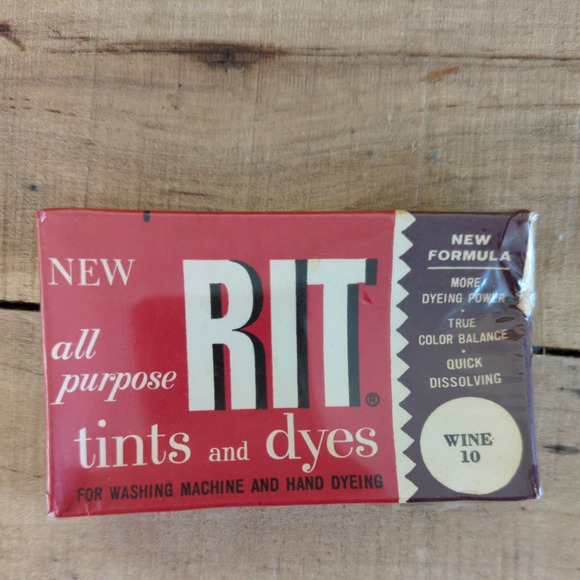 NEW
RIT®
all
purpose
tints and dyes
FOR WASHING MACHINE AND HAND DYEING
NEW
FORMULA
MORE
DYEING POWER
•
TRUE
COLOR BALANCE
•
QUICK
DISSOLVING
WINE
10